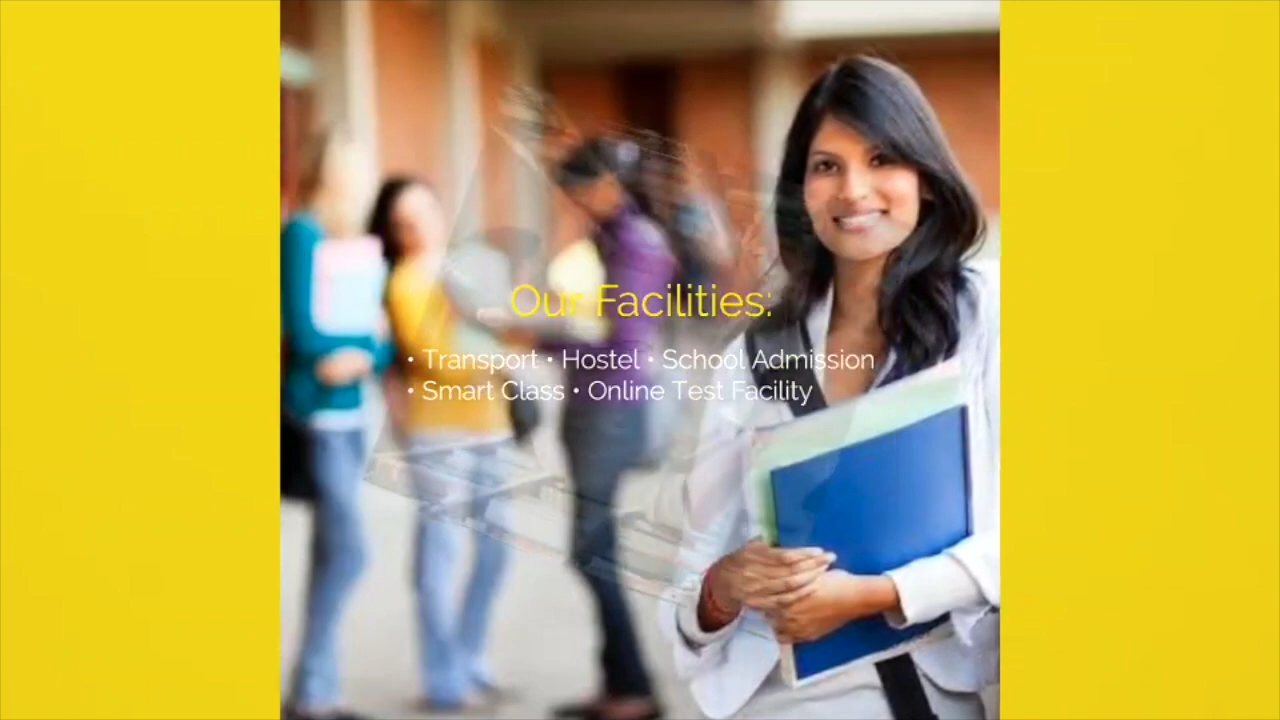 Our Facilities:
• Transport • Hostel • School Admission
• Smart Class • Online Test Facility